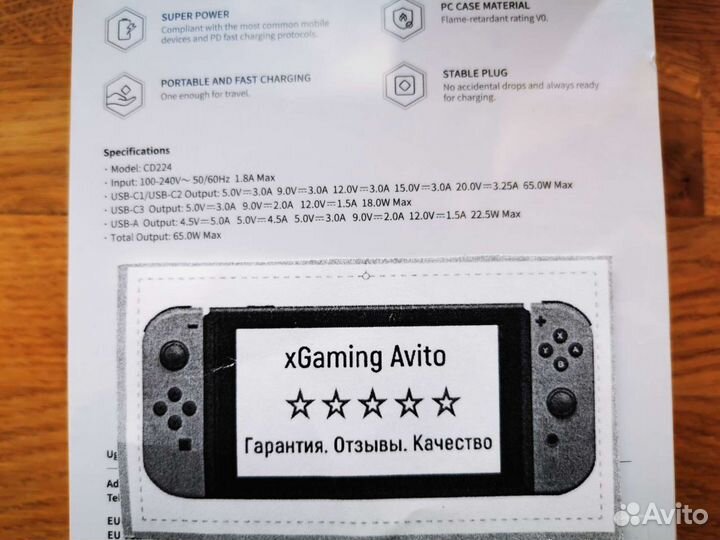 SUPER POWER
Compliant with the most common mobile
devices and PD fast charging protocols.
PC CASE MATERIAL
Flame-retardant rating V0.
PORTABLE AND FAST CHARGING
One enough for travel.
STABLE PLUG
No accidental drops and always ready
for charging.
Specifications
· Model: CD224
· Input: 100-240V～ 50/60Hz 1.8A Max
· USB-C1/USB-C2 Output: 5.0V⎓3.0A 9.0V⎓3.0A 12.0V⎓3.0A 15.0V⎓3.0A 20.0V⎓3.25A 65.0W Max
· USB-C3 Output: 5.0V⎓3.0A 9.0V⎓2.0A 12.0V⎓1.5A 18.0W Max
· USB-A Output: 4.5V⎓5.0A 5.0V⎓4.5A 5.0V⎓3.0A 9.0V⎓2.0A 12.0V⎓1.5A 22.5W Max
· Total Output: 65.0W Max
xGaming Avito
Гарантия. Отзывы. Качество
X
Y
A
B
Ug
Ad
Tel
EU
EU
Avito